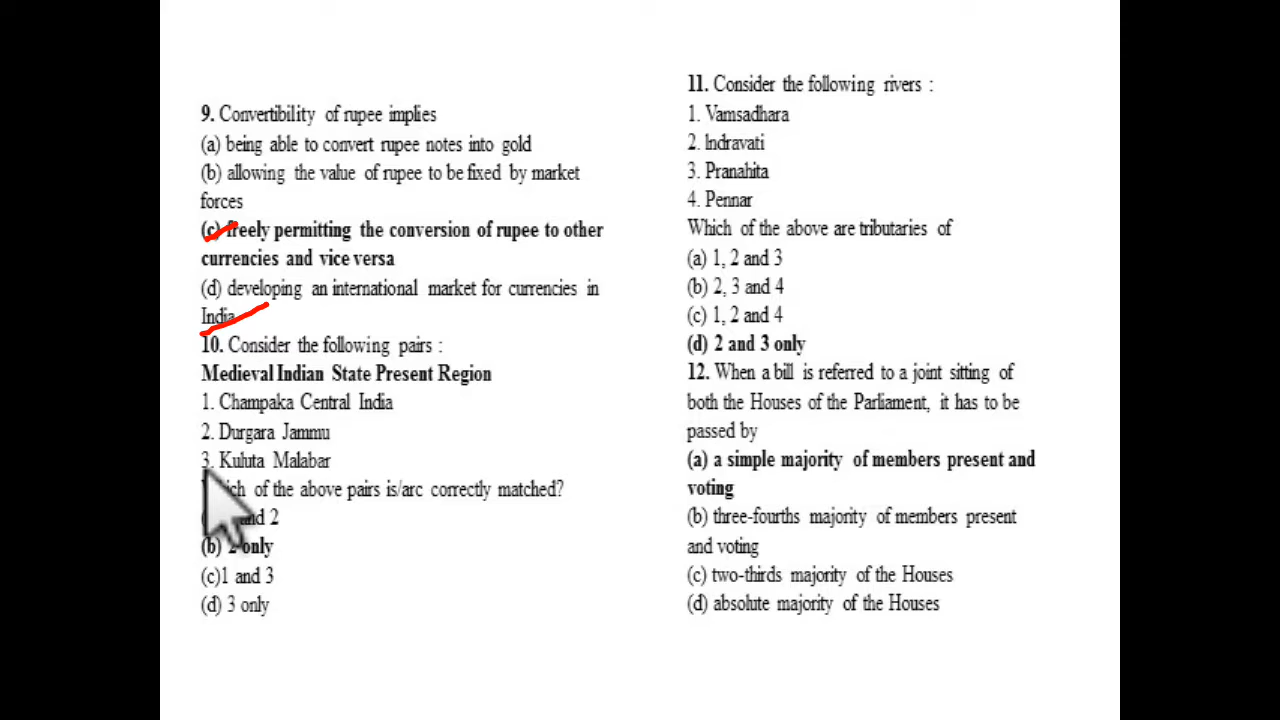 9. Convertibility of rupee implies
(a) being able to convert rupee notes into gold
(b) allowing the value of rupee to be fixed by market
forces
(c) freely permitting the conversion of rupee to other
currencies and vice versa
(d) developing an international market for currencies in
India
10. Consider the following pairs :
Medieval Indian State Present Region
1. Champaka Central India
2. Durgara Jammu
3. Kuluta Malabar
of the above pairs is/arc correctly matched?
and 2
(b) 2 only
(c)1 and 3
(d) 3 only
11. Consider the following rivers :
1. Vamsadhara
2. lndravati
3. Pranahita
4. Pennar
Which of the above are tributaries of
(a) 1, 2 and 3
(b) 2, 3 and 4
(c) 1, 2 and 4
(d) 2 and 3 only
12. When a bill is referred to a joint sitting of
both the Houses of the Parliament, it has to be
passed by
(a) a simple majority of members present and
voting
(b) three-fourths majority of members present
and voting
(c) two-thirds majority of the Houses
(d) absolute majority of the Houses